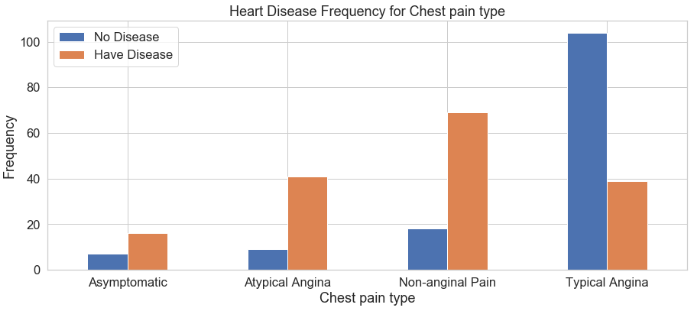 Heart Disease Frequency for Chest pain type
No Disease
Have Disease
Frequency
100
80
60
40
20
0
Asymptomatic Atypical Angina Non-anginal Pain Typical Angina
Chest pain type